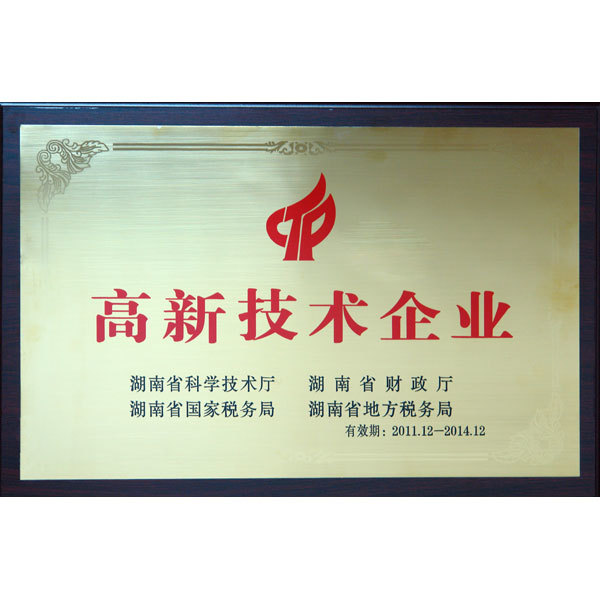 高新技术企业
湖南省科学技术厅 湖南省财政厅
湖南省国家税务局 湖南省地方税务局
有效期：2011.12—2014.12